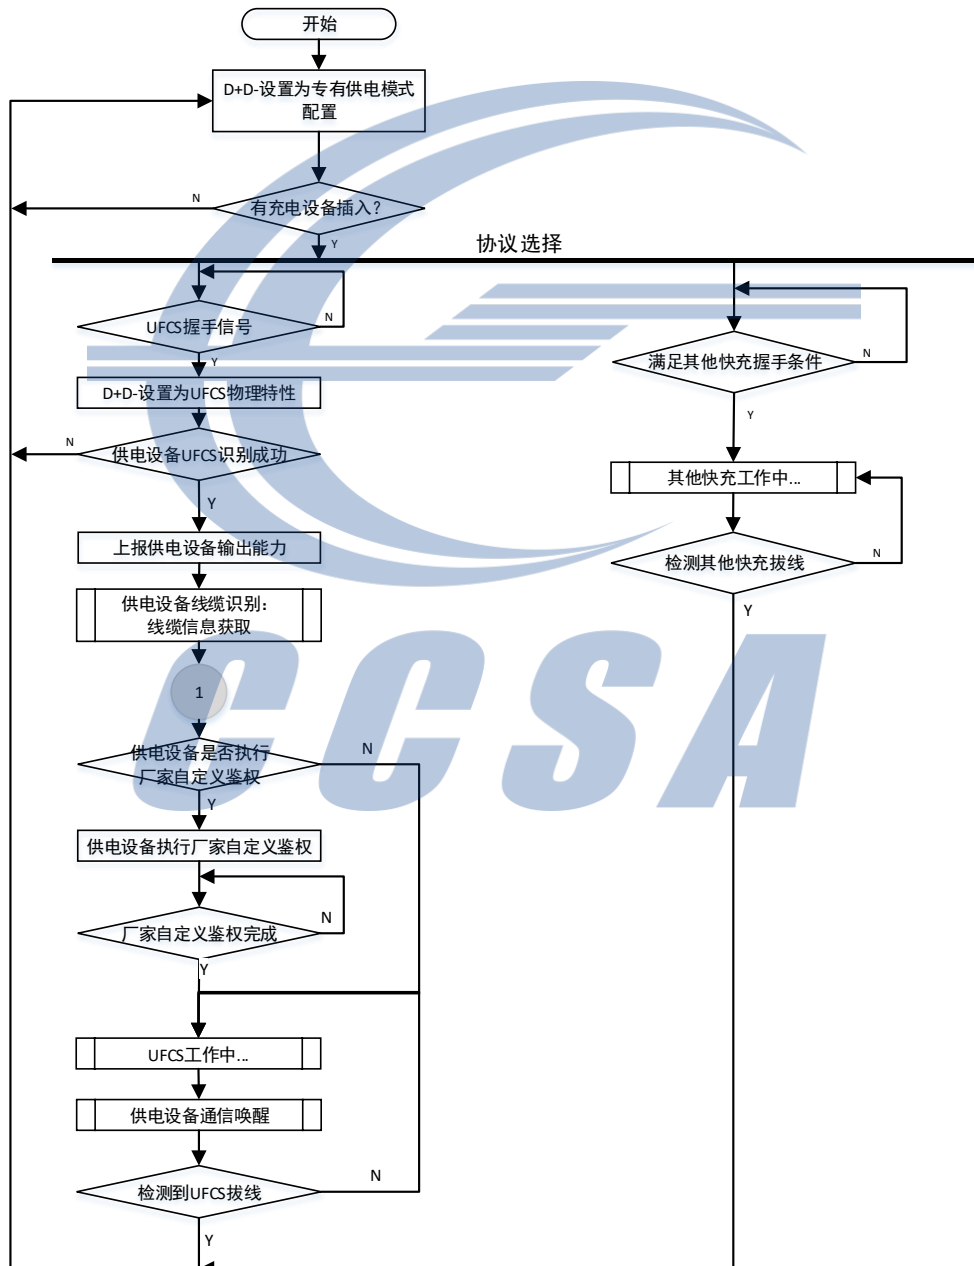 开始
D+D-设置为专有供电模式
配置
N
有充电设备插入？
Y
协议选择
UFCS握手信号
N
Y
满足其他快充握手条件
N
D+D-设置为UFCS物理特性
Y
N
供电设备UFCS识别成功
其他快充工作中...
Y
上报供电设备输出能力
检测其他快充拔线
N
供电设备线缆识别：
线缆信息获取
Y
1
供电设备是否执行
厂家自定义鉴权
N
Y
供电设备执行厂家自定义鉴权
厂家自定义鉴权完成
N
Y
UFCS工作中...
供电设备通信唤醒
检测到UFCS拔线
N
Y
CCSA